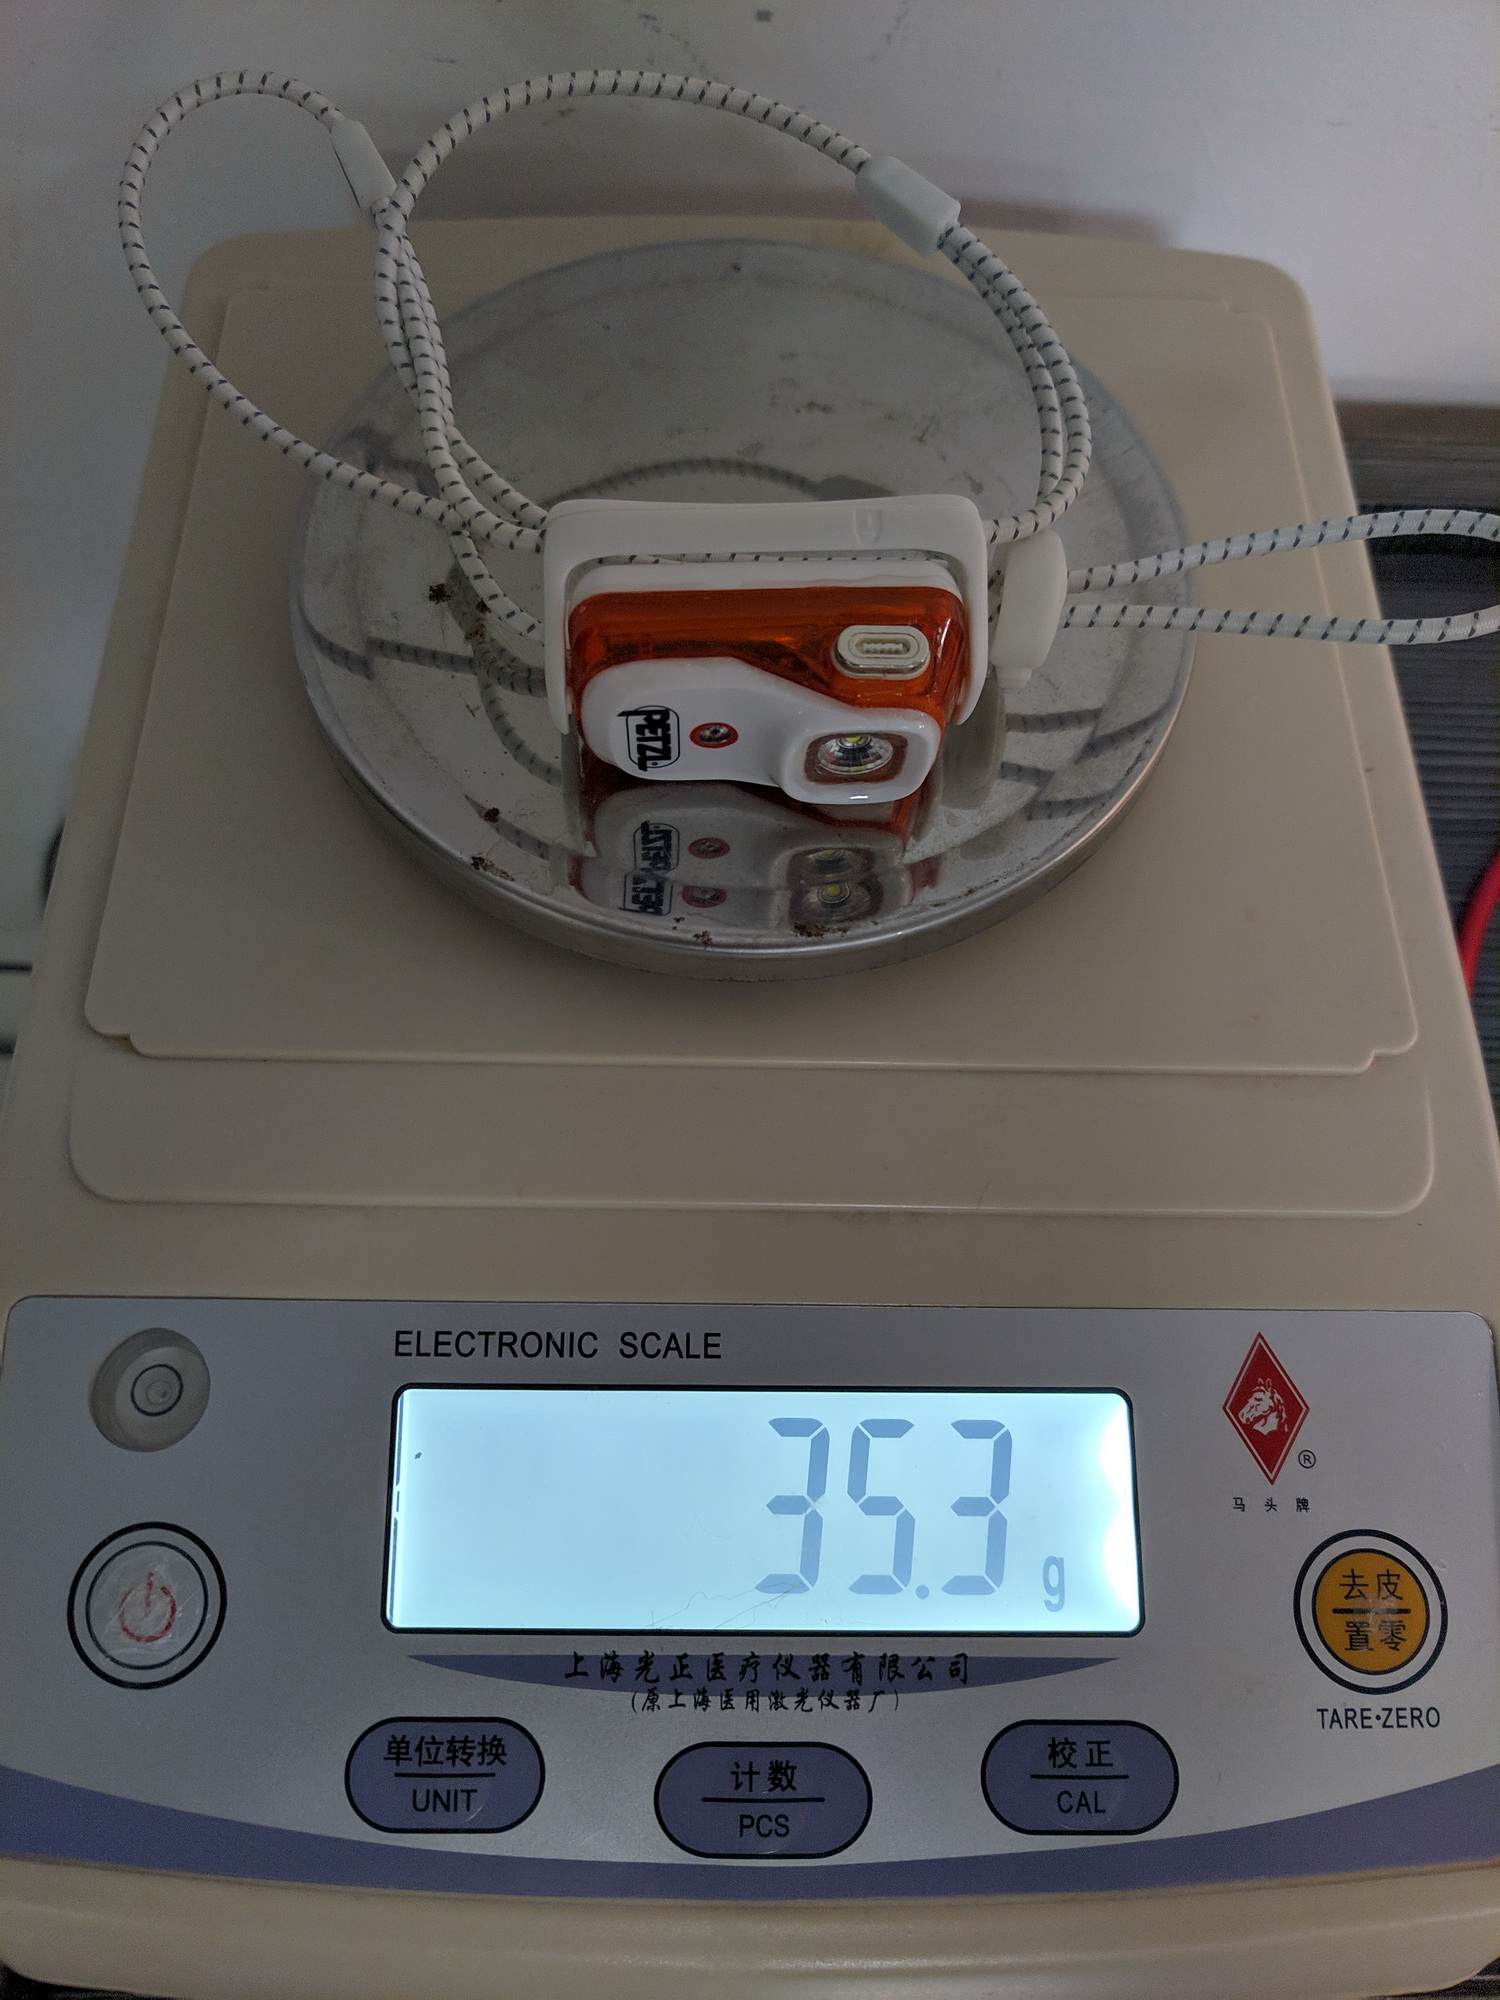 PETZL
ELECTRONIC SCALE
35.3 g
®
马头牌
去皮
置零
TARE•ZERO
上海光正医疗仪器有限公司
(原上海医用激光仪器厂)
单位转换
UNIT
计数
PCS
校正
CAL